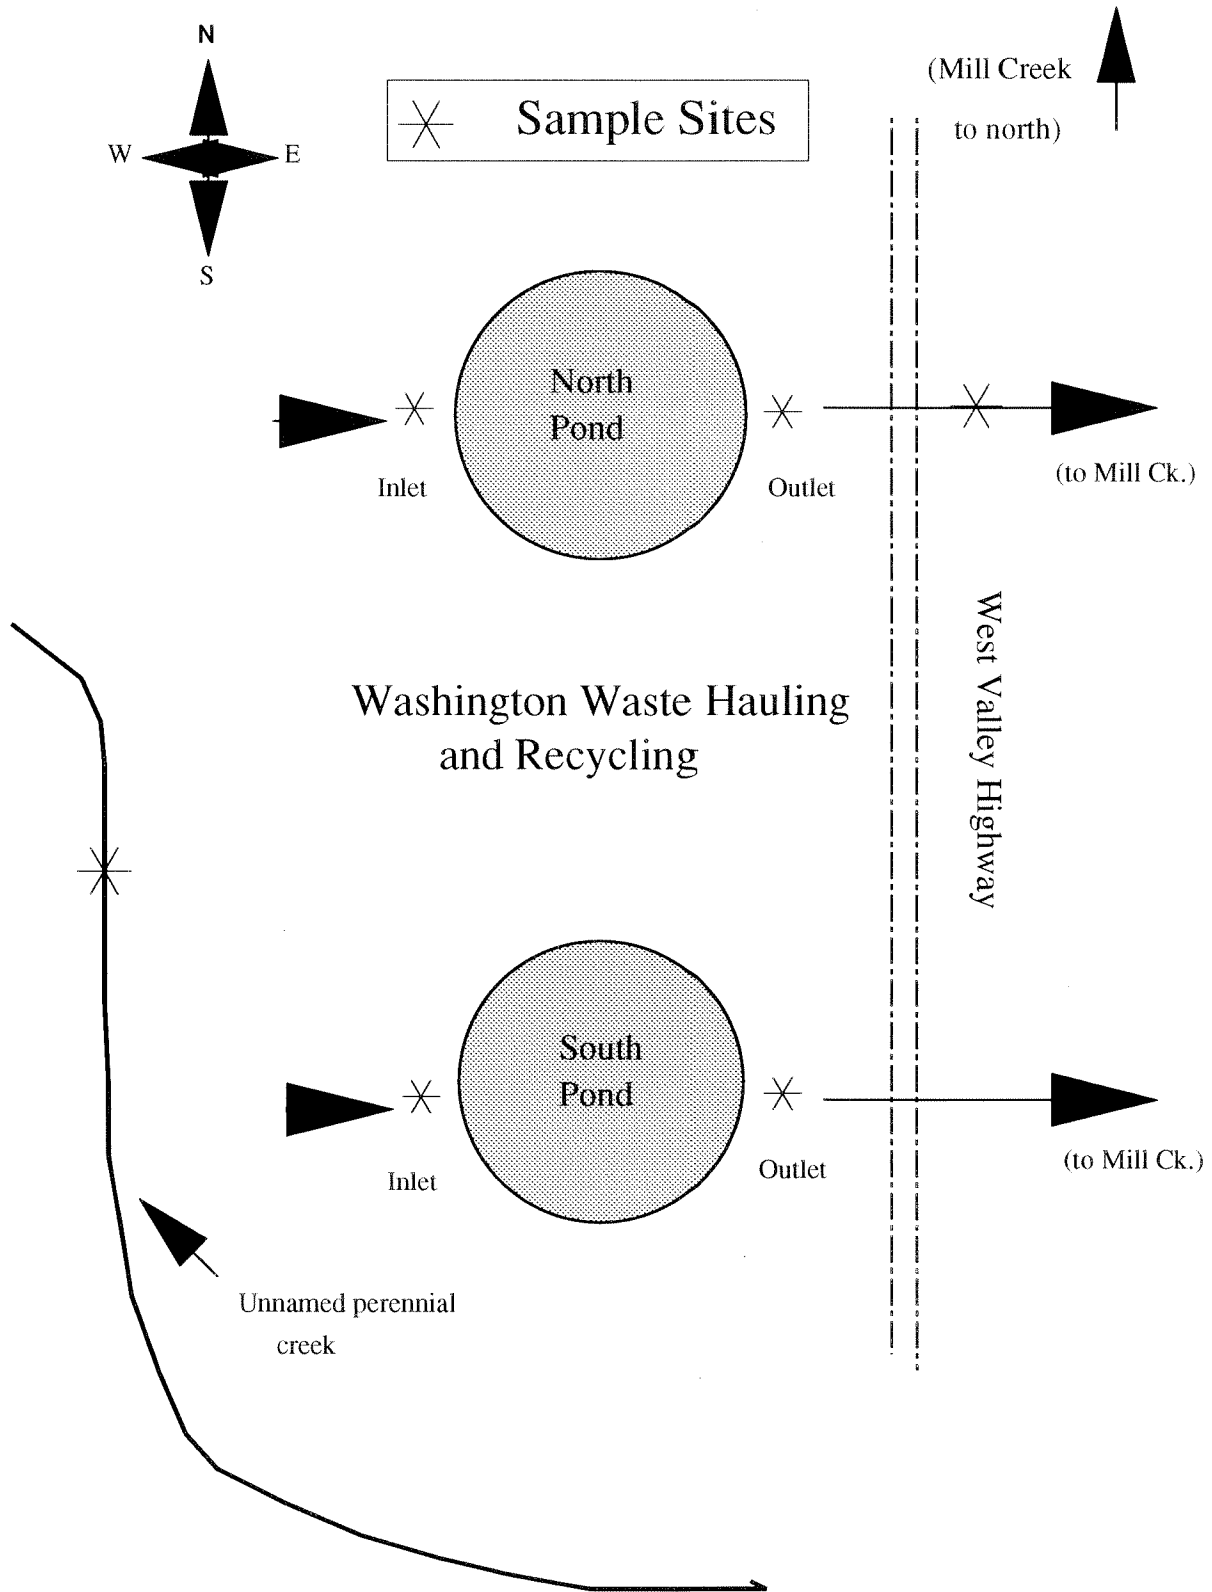 N
W
E
S
Sample Sites
(Mill Creek
to north)
North
Pond
Inlet
Outlet
(to Mill Ck.)
West Valley Highway
Washington Waste Hauling
and Recycling
South
Pond
Inlet
Outlet
(to Mill Ck.)
Unnamed perennial
creek